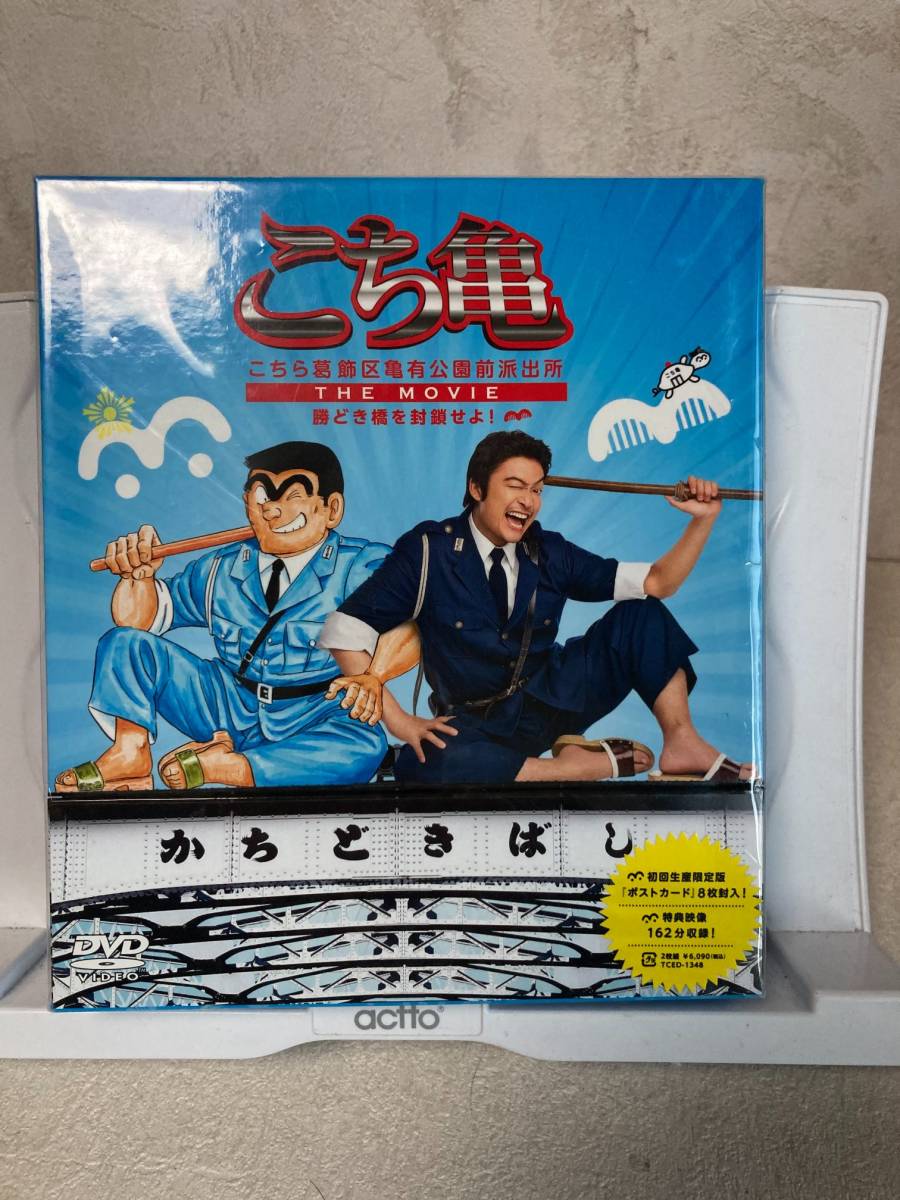 こち亀
こちら葛飾区亀有公園前派出所
THE MOVIE
勝どき橋を封鎖せよ!
こち亀
かちどきばし
初回生産限定版
『ポストカード』8枚封入!
特典映像
162分収録!
2枚組 ¥6,090(税込)
TCED-1348
DVD
VIDEO
actto